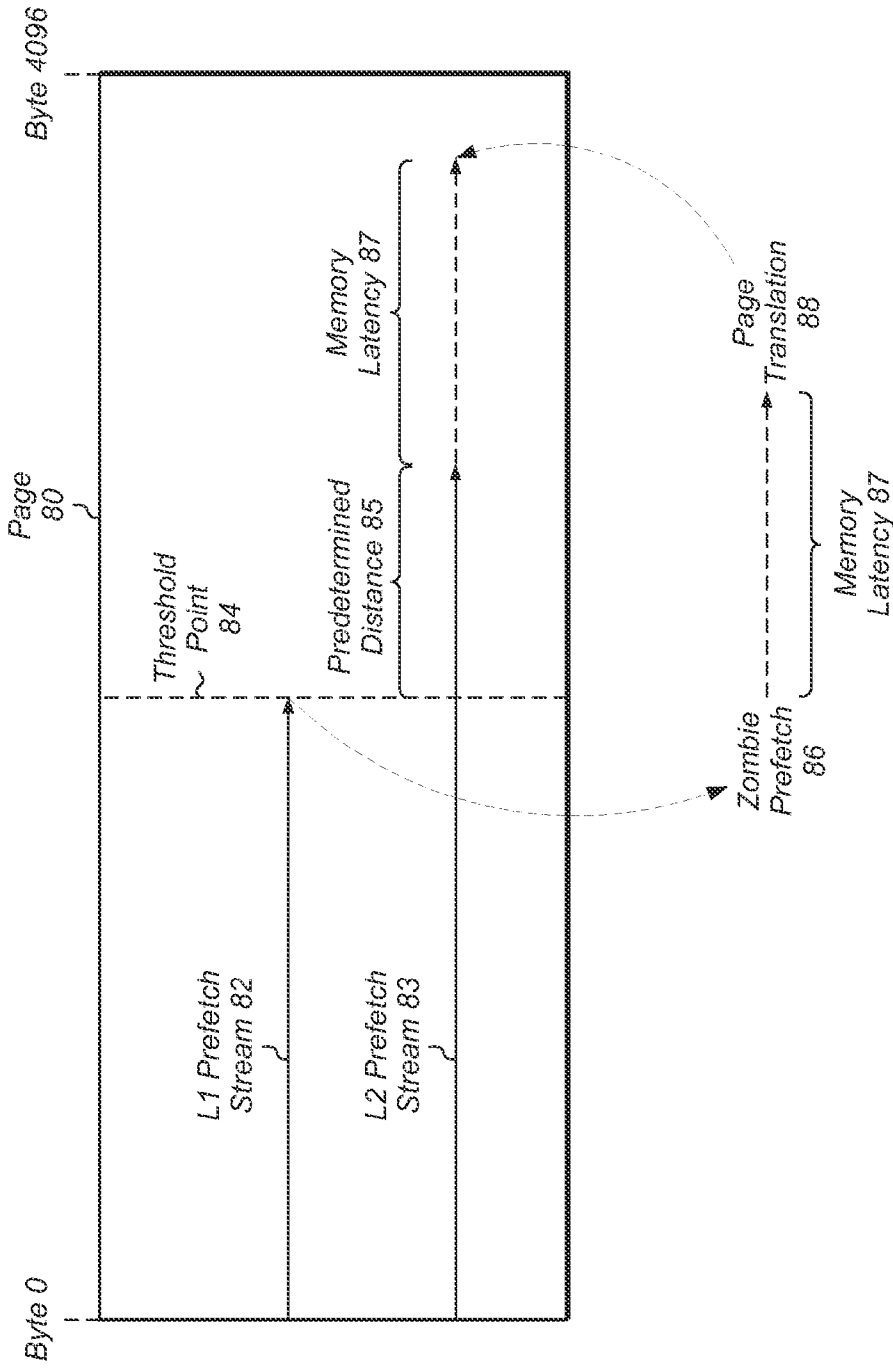 Page
80
Byte 0
Byte 4096
Threshold
Point
84
L1 Prefetch
Stream 82
Predetermined
Distance 85
Memory
Latency 87
L2 Prefetch
Stream 83
Zombie
Prefetch
86
Page
Translation
88
Memory
Latency 87